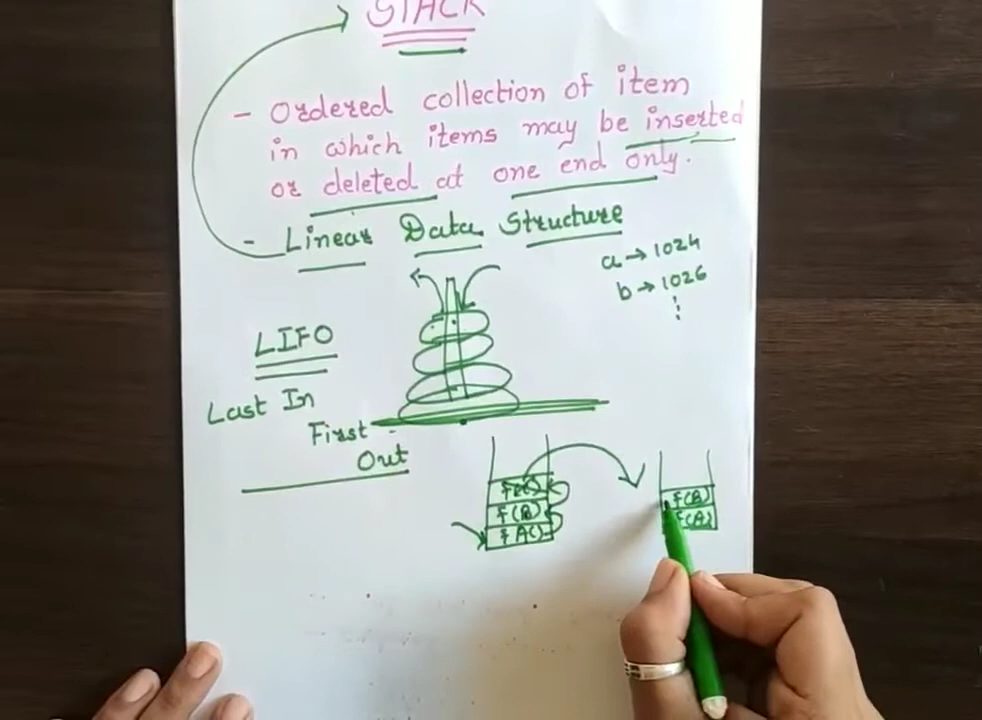 STACK
- Ordered collection of item
in which items may be inserted
or deleted at one end only.
- Linear Data Structure
a → 1024
b → 1026
LIFO
Last In
First
Out
f(B)
f A()
f(B)
f(A)